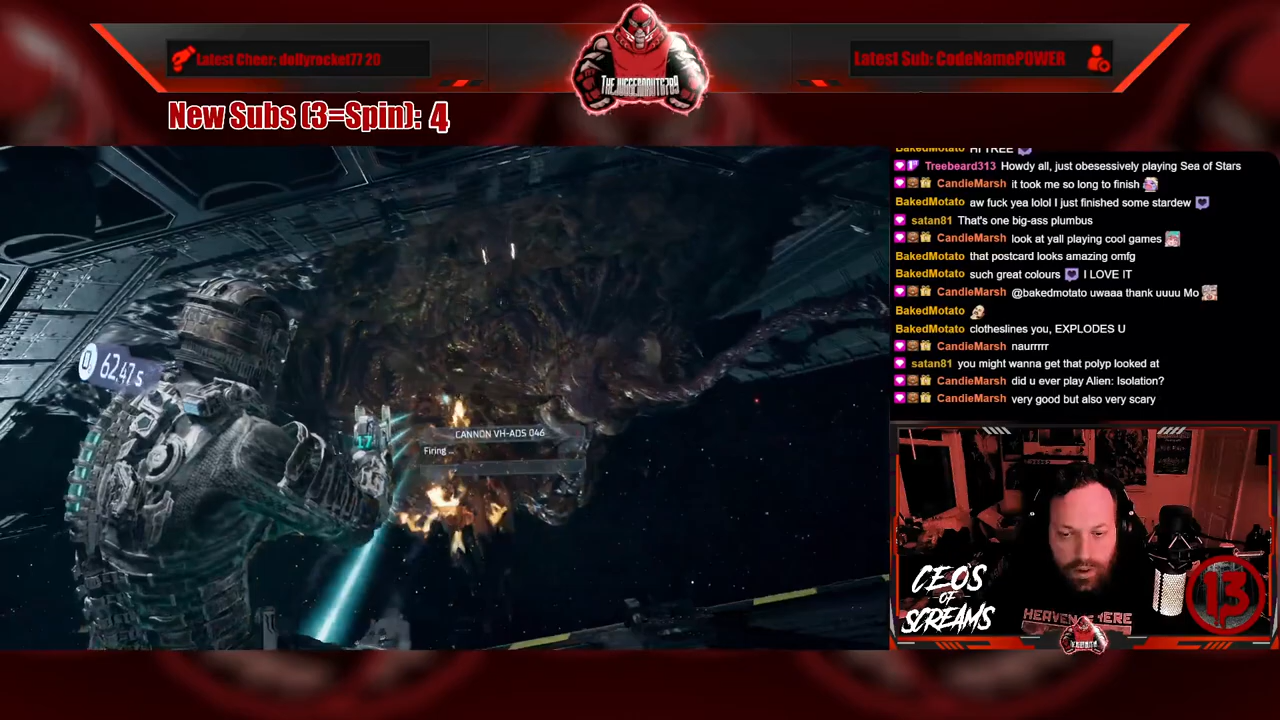 Latest Cheer: dollyrocket77 20
THEJUGGERNUT6789
Latest Sub: CodeNamePOWER
New Subs (3=Spin): 4
BakedMotato HI TREE
Treebeard313 Howdy all, just obesessively playing Sea of Stars
CandieMarsh it took me so long to finish
BakedMotato aw fuck yea lolol I just finished some stardew
satan81 That's one big-ass plumbus
CandieMarsh look at yall playing cool games
BakedMotato that postcard looks amazing omfg
BakedMotato such great colours I LOVE IT
CandieMarsh @bakedmotato uwaaa thank uuuu Mo
BakedMotato
BakedMotato clotheslines you, EXPLODES U
CandieMarsh naurrrrr
satan81 you might wanna get that polyp looked at
CandieMarsh did u ever play Alien: Isolation?
CandieMarsh very good but also very scary
62.47 s
17
CANNON VH-ADS 046
Firing ...
CEOS
OF
SCREAMS
13